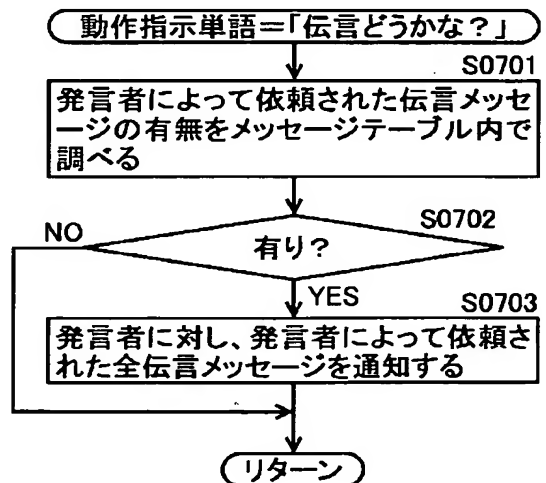 動作指示単語=「伝言どうかな?」
S0701
発言者によって依頼された伝言メッセ
ージの有無をメッセージテーブル内で
調べる
S0702
NO
有り?
YES
S0703
発言者に対し、発言者によって依頼さ
れた全伝言メッセージを通知する
リターン